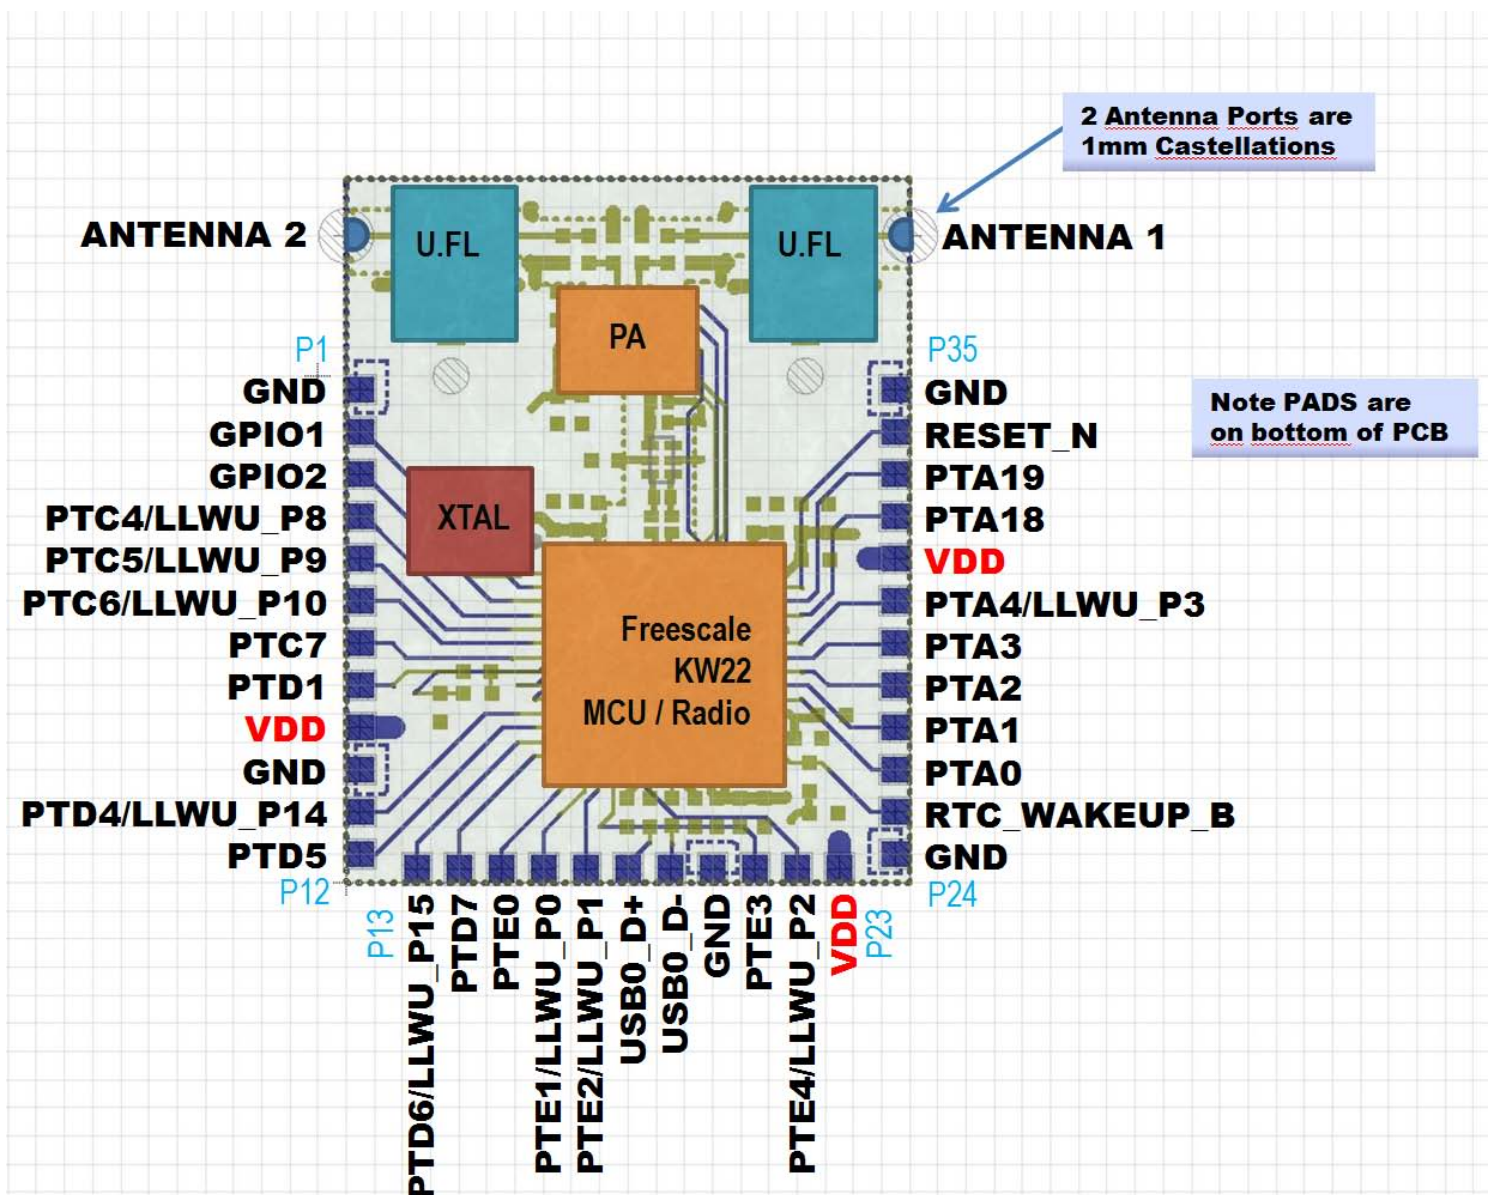 2 Antenna Ports are
1mm Castellations
ANTENNA 2
U.FL
U.FL
ANTENNA 1
PA
P1
P35
GND
GPIO1
GPIO2
PTC4/LLWU_P8
PTC5/LLWU_P9
PTC6/LLWU_P10
PTC7
PTD1
VDD
GND
PTD4/LLWU_P14
PTD5
P12
XTAL
Freescale
KW22
MCU / Radio
GND
RESET_N
PTA19
PTA18
VDD
PTA4/LLWU_P3
PTA3
PTA2
PTA1
PTA0
RTC_WAKEUP_B
GND
P24
Note PADS are
on bottom of PCB
P13
PTD6/LLWU_P15
PTD7
PTE0
PTE1/LLWU_P0
PTE2/LLWU_P1
USB0_D+
USB0_D-
GND
PTE3
PTE4/LLWU_P2
VDD
P23